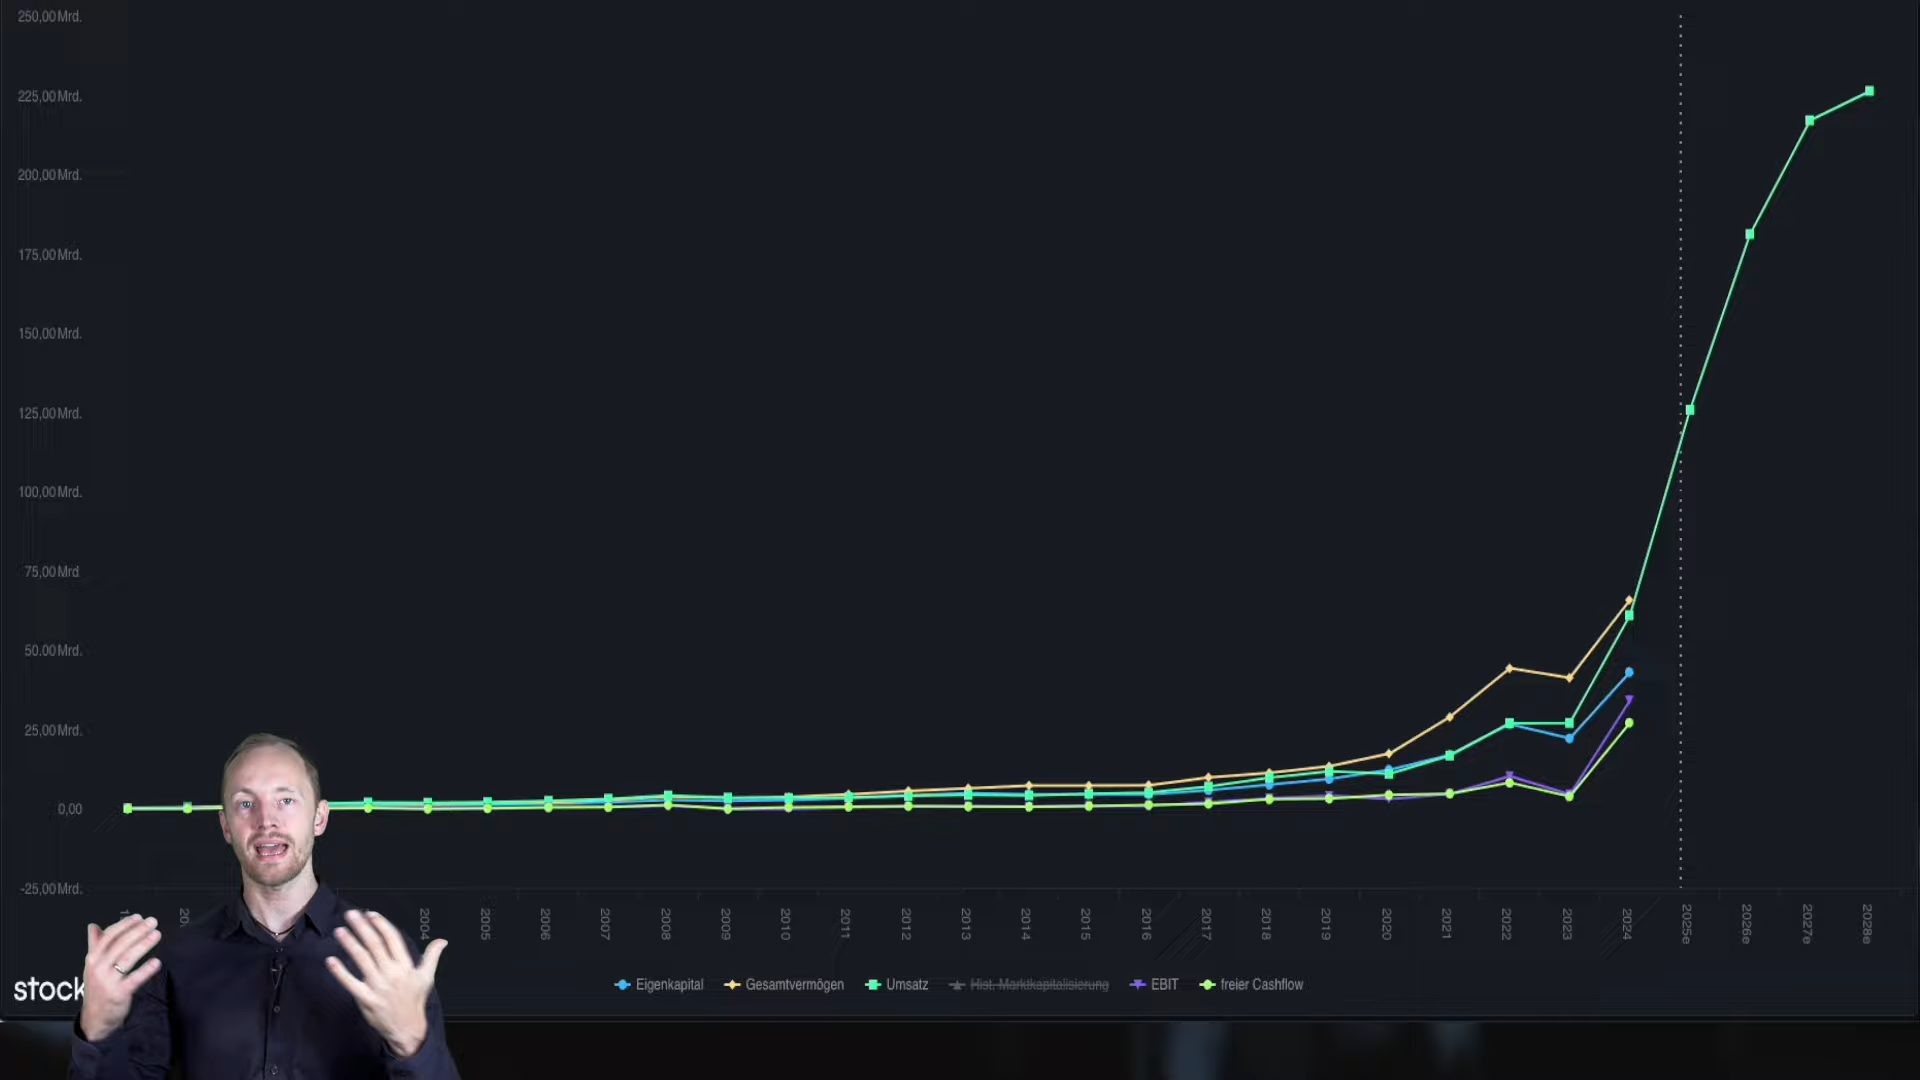 250,00 Mrd.
225,00 Mrd.
200,00 Mrd.
175,00 Mrd.
150,00 Mrd.
125,00 Mrd.
100,00 Mrd.
75,00 Mrd
50.00 Mrd.
25,00 Mrd.
0,00
-25,00 Mrd.
2004
2005
2006
2007
2008
2009
2010
2011
2012
2013
2014
2015
2016
2017
2018
2019
2020
2021
2022
2023
2024
2025e
2026e
2027e
2028e
stock
Eigenkapital Gesamtvermögen Umsatz Hist. Marktkapitalisierung EBIT freier Cashflow